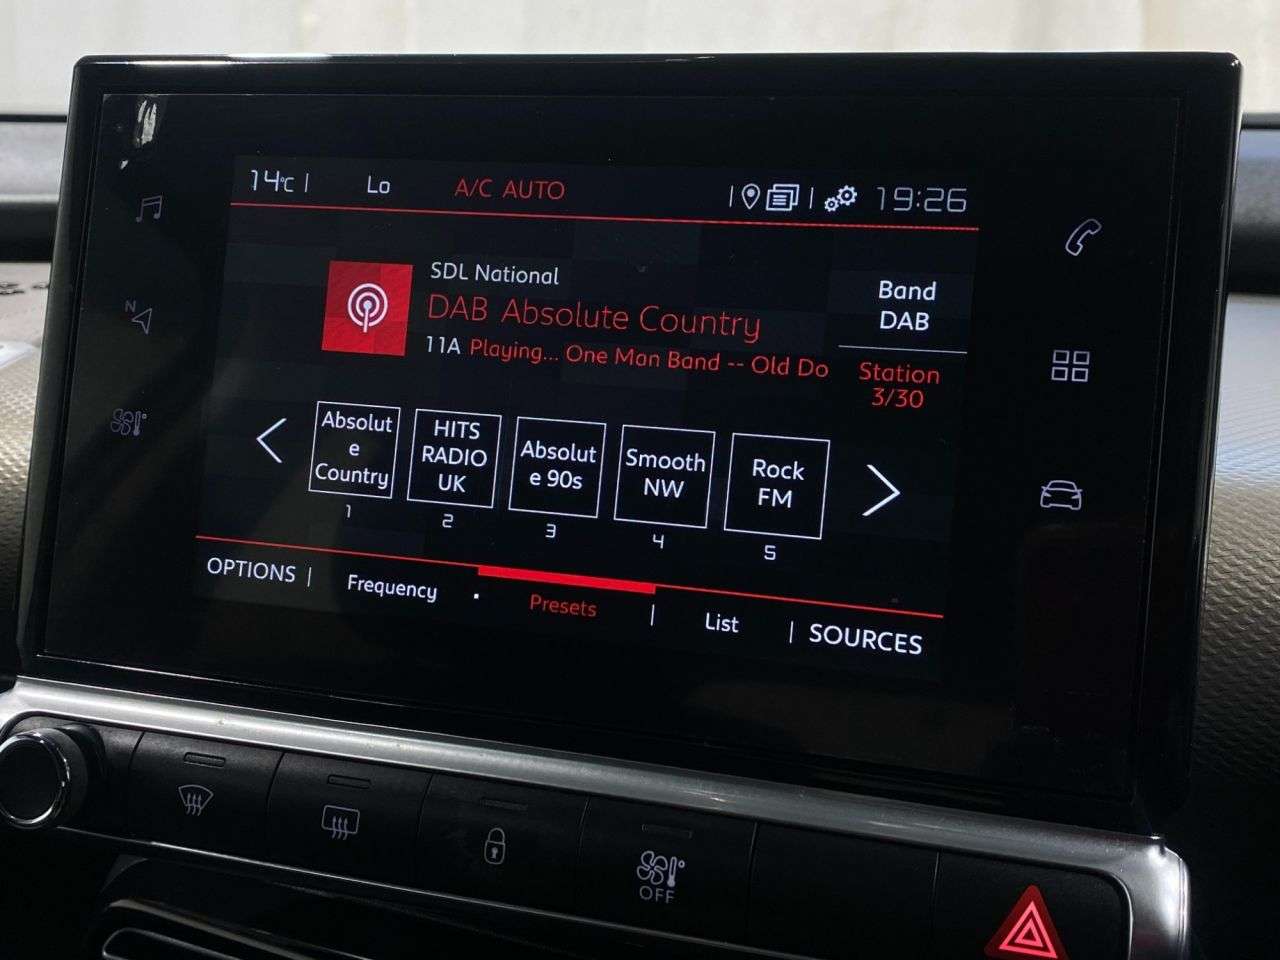 14°C | Lo A/C AUTO 19:26
SDL National
DAB Absolute Country
11A Playing... One Man Band -- Old Do
Band
DAB
Station
3/30
Absolut
e
Country
1
HITS
RADIO
UK
2
Absolut
e 90s
3
Smooth
NW
4
Rock
FM
5
OPTIONS | Frequency Presets | List | SOURCES
N
OFF